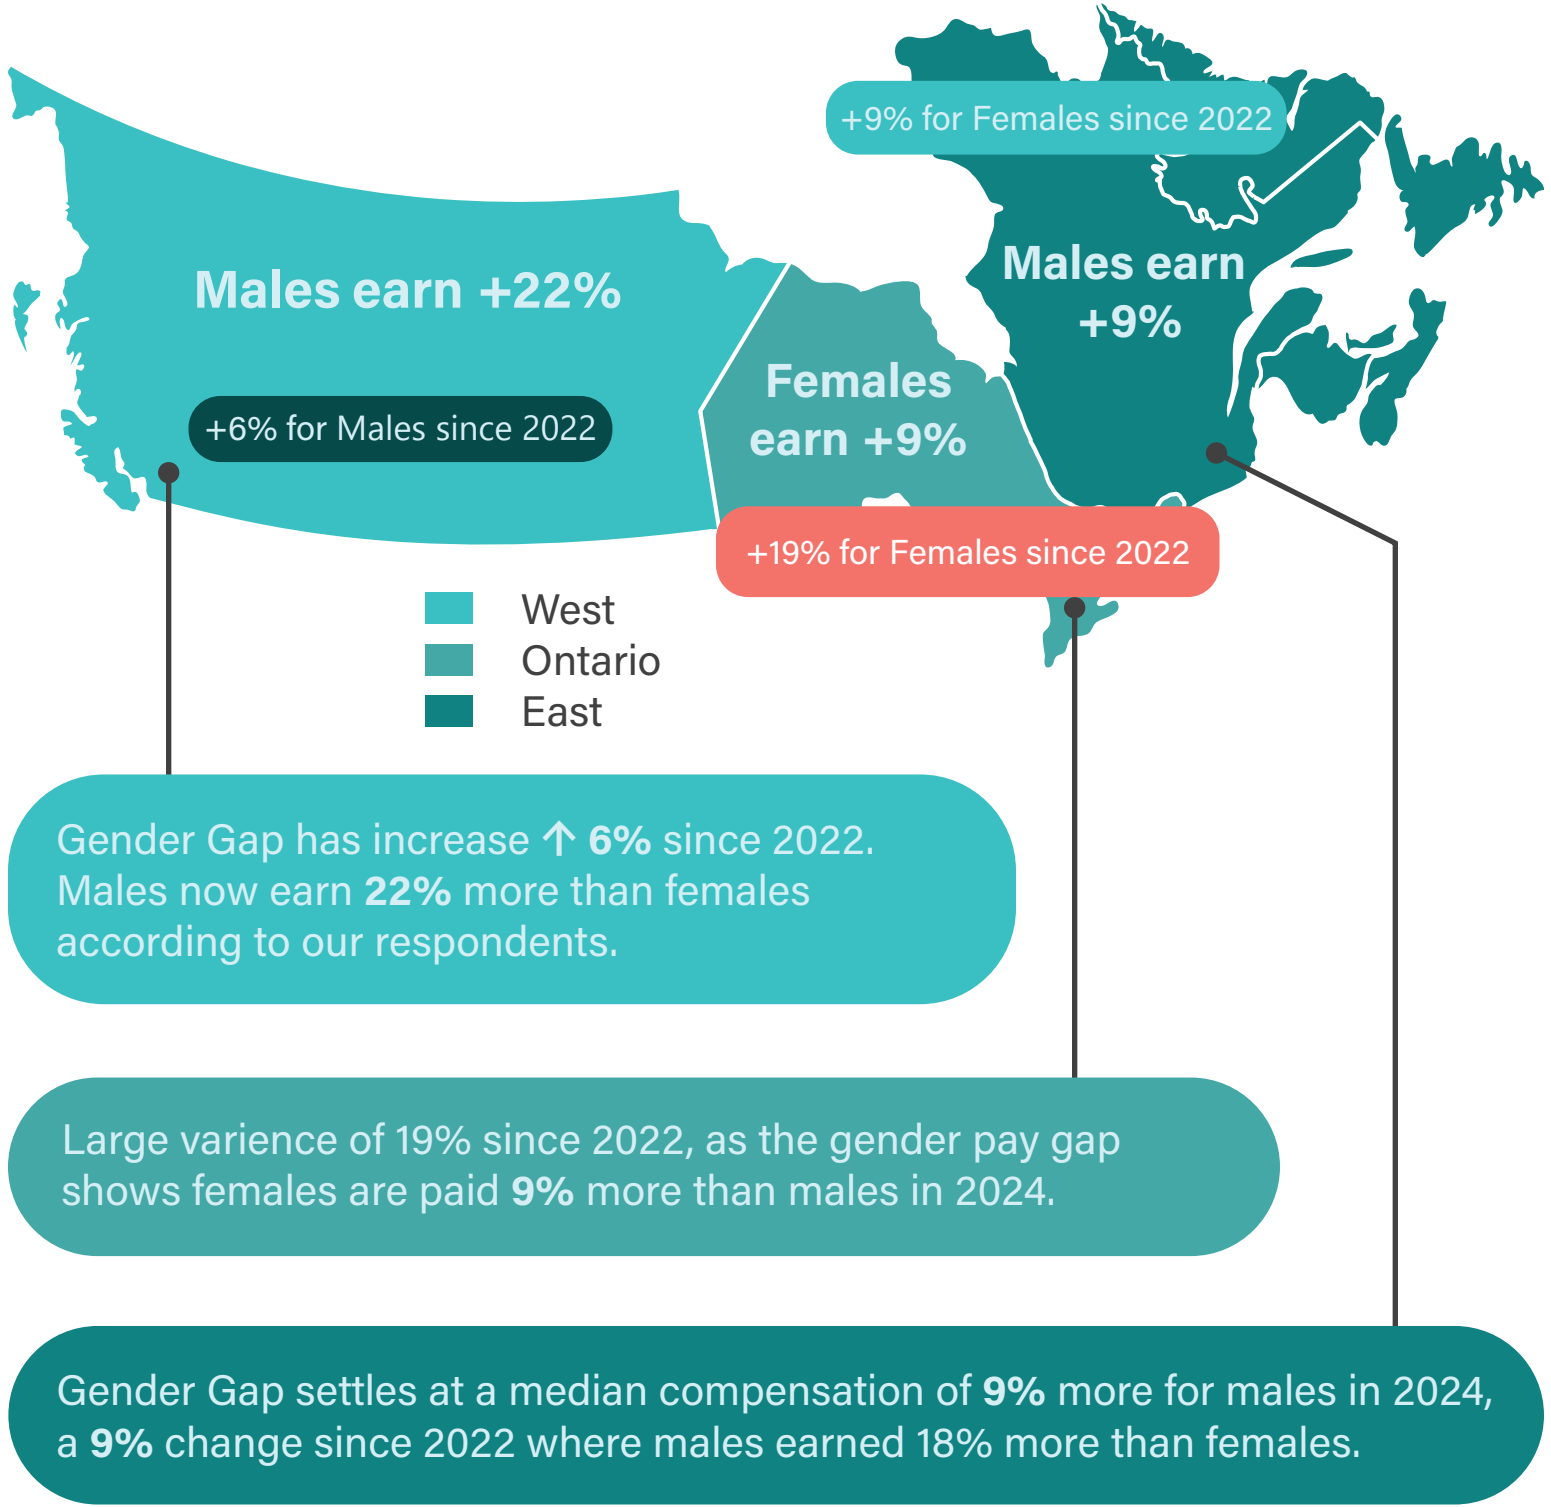 +9% for Females since 2022
Males earn +22%
Males earn
+9%
Females
earn +9%
+6% for Males since 2022
+19% for Females since 2022
West
Ontario
East
Gender Gap has increase ↑ 6% since 2022.
Males now earn 22% more than females
according to our respondents.
Large varience of 19% since 2022, as the gender pay gap
shows females are paid 9% more than males in 2024.
Gender Gap settles at a median compensation of 9% more for males in 2024,
a 9% change since 2022 where males earned 18% more than females.